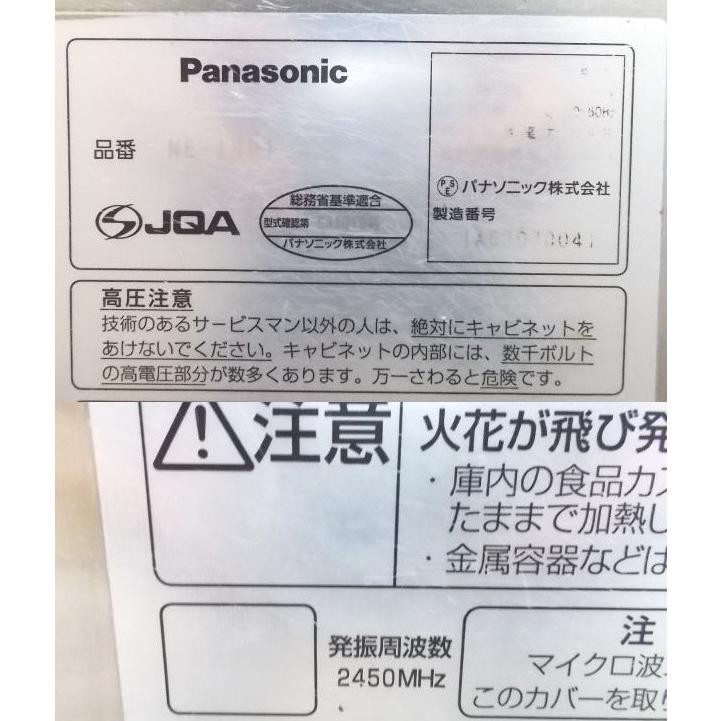 Panasonic
品番
JQA
総務省基準適合
型式確認第
パナソニック株式会社
60Hz
PSE パナソニック株式会社
製造番号
高圧注意
技術のあるサービスマン以外の人は、絶対にキャビネットを
あけないでください。キャビネットの内部には、数千ボルト
の高電圧部分が数多くあります。万一さわると危険です。
注意
火花が飛び発
・庫内の食品カス
たままで加熱し
・金属容器などは
発振周波数
2450MHz
注
マイクロ波
このカバーを取り